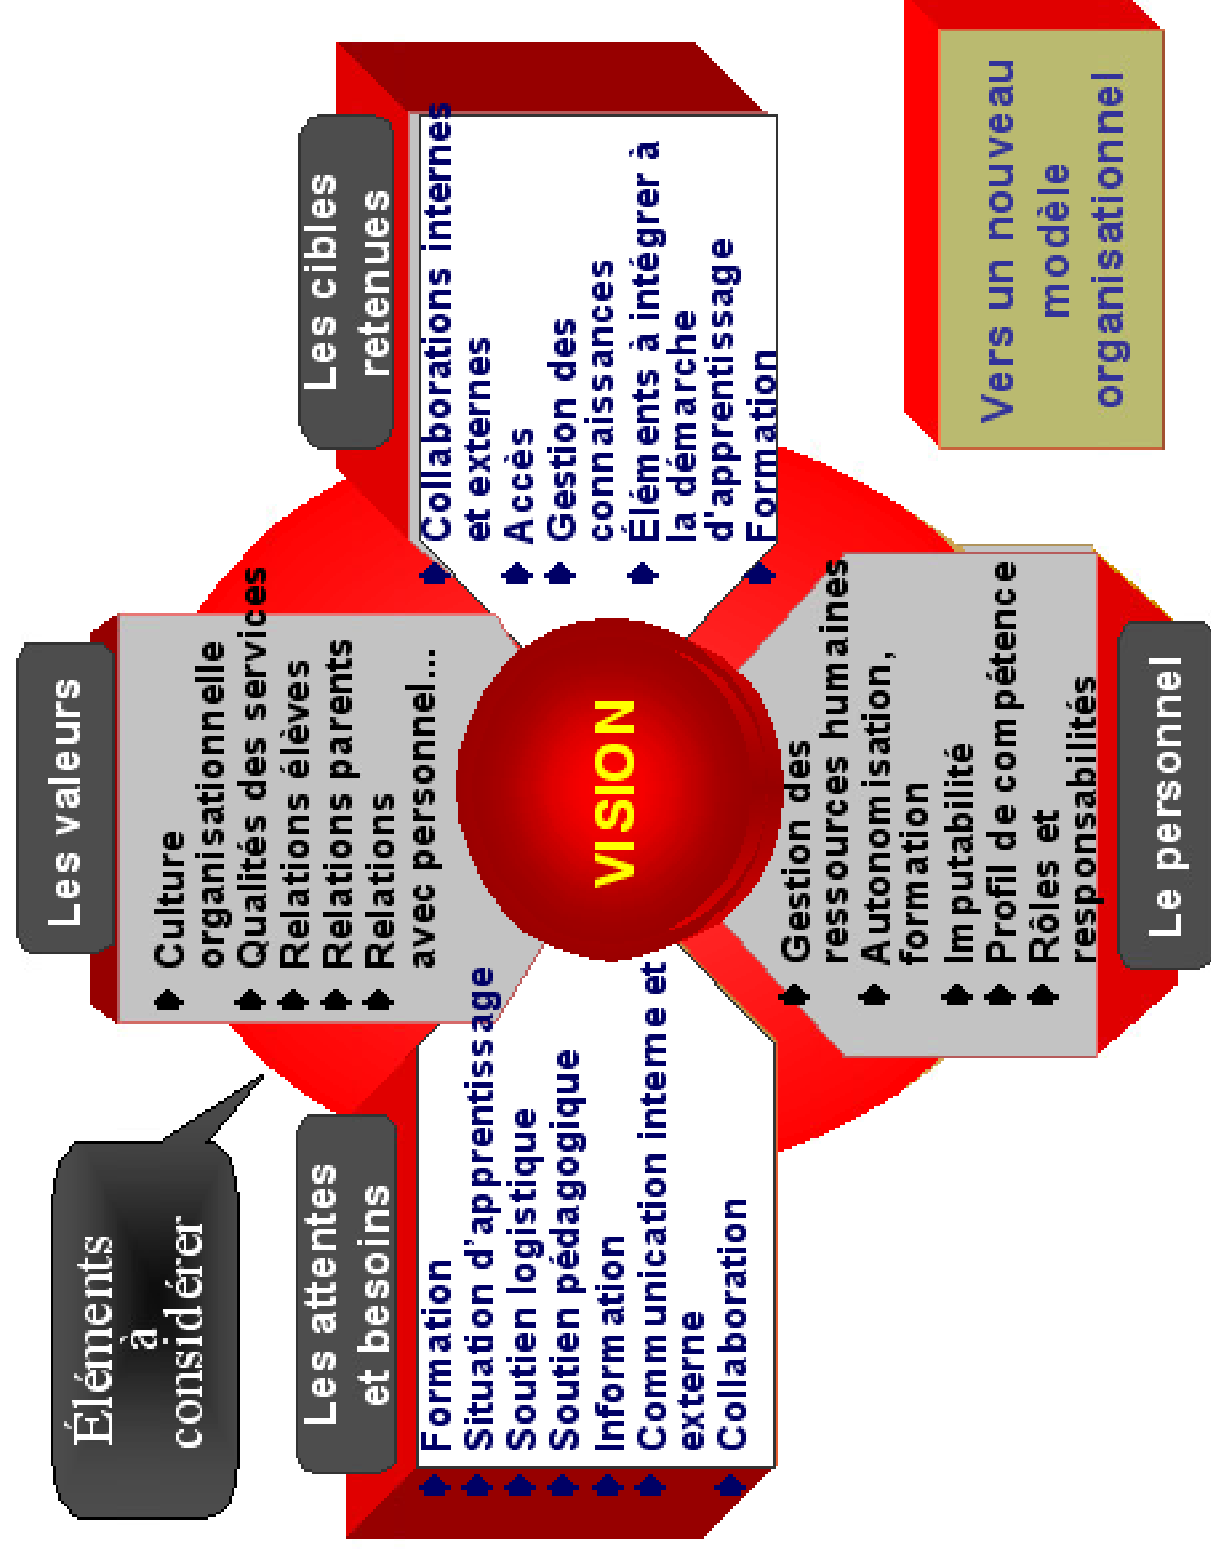 Éléments
à
considérer
Les valeurs
Culture
organisationnelle
Qualités des services
Relations élèves
Relations parents
Relations
avec personnel...
Les attentes
et besoins
Formation
Situation d'apprentissage
Soutien logistique
Soutien pédagogique
Information
Communication interne et
externe
Collaboration
VISION
Les cibles
retenues
Collaborations internes
et externes
Accès
Gestion des
connaissances
Éléments à intégrer à
la démarche
d'apprentissage
Formation
Gestion des
ressources humaines
Autonomisation,
formation
Imputabilité
Profil de compétence
Rôles et
responsabilités
Le personnel
Vers un nouveau
modèle
organisationnel